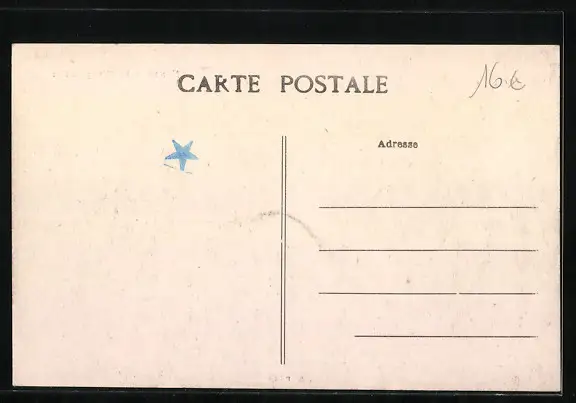 CARTE POSTALE
16 €
Adresse